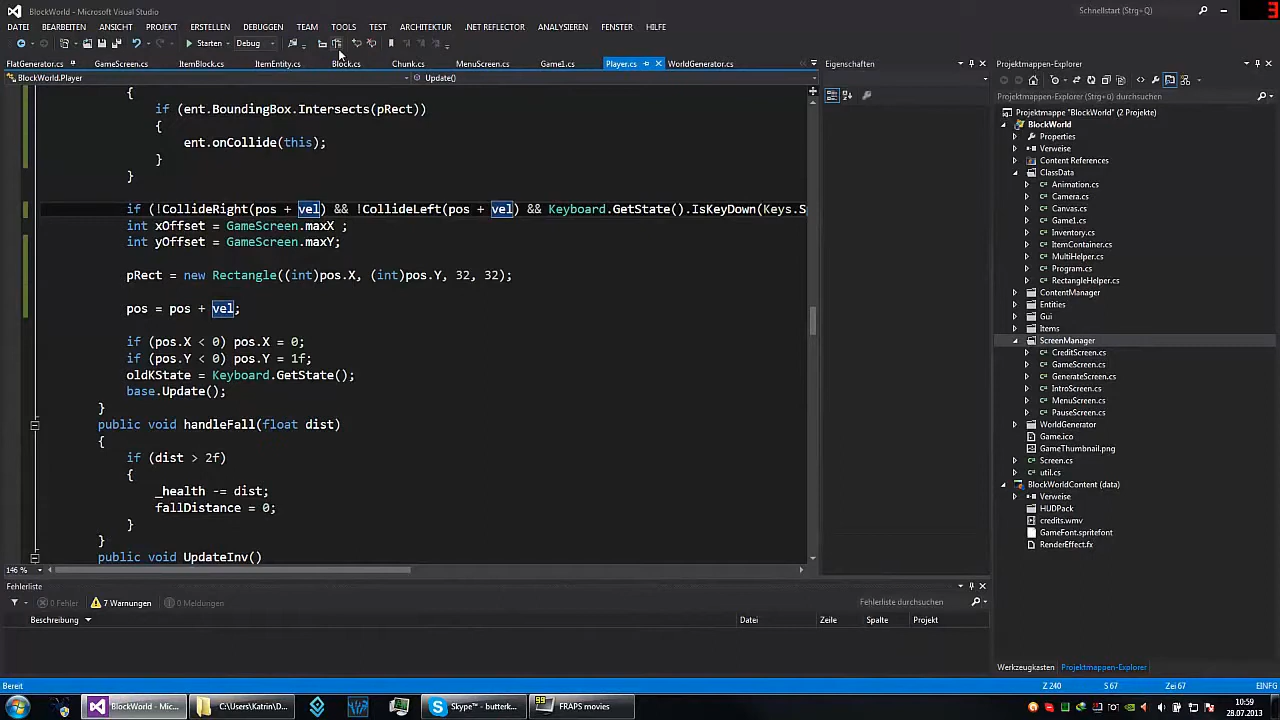 BlockWorld - Microsoft Visual Studio
Schnellstart (Strg+Q)
3
DATEI BEARBEITEN ANSICHT PROJEKT ERSTELLEN DEBUGGEN TEAM TOOLS TEST ARCHITEKTUR .NET REFLECTOR ANALYSIEREN FENSTER HILFE
Starten Debug
FlatGenerator.cs GameScreen.cs ItemBlock.cs ItemEntity.cs Block.cs Chunk.cs MenuScreen.cs Game1.cs Player.cs WorldGenerator.cs
BlockWorld.Player Update()
{
if (ent.BoundingBox.Intersects(pRect))
{
ent.onCollide(this);
}
}
if (!CollideRight(pos + vel) && !CollideLeft(pos + vel) && Keyboard.GetState().IsKeyDown(Keys.S
int xOffset = GameScreen.maxX ;
int yOffset = GameScreen.maxY;
pRect = new Rectangle((int)pos.X, (int)pos.Y, 32, 32);
pos = pos + vel;
if (pos.X < 0) pos.X = 0;
if (pos.Y < 0) pos.Y = 1f;
oldKState = Keyboard.GetState();
base.Update();
}
public void handleFall(float dist)
{
if (dist > 2f)
{
_health -= dist;
fallDistance = 0;
}
}
public void UpdateInv()
146 %
Eigenschaften
Projektmappen-Explorer
Projektmappen-Explorer (Strg+ü) durchsuchen
Projektmappe "BlockWorld" (2 Projekte)
BlockWorld
Properties
Verweise
Content References
ClassData
Animation.cs
Camera.cs
Canvas.cs
Game1.cs
Inventory.cs
ItemContainer.cs
MultiHelper.cs
Program.cs
RectangleHelper.cs
ContentManager
Entities
Gui
Items
ScreenManager
CreditScreen.cs
GameScreen.cs
GenerateScreen.cs
IntroScreen.cs
MenuScreen.cs
PauseScreen.cs
WorldGenerator
Game.ico
GameThumbnail.png
Screen.cs
util.cs
BlockWorldContent (data)
Verweise
HUDPack
credits.wmv
GameFont.spritefont
RenderEffect.fx
Fehlerliste
0 Fehler 7 Warnungen 0 Meldungen
Fehlerliste durchsuchen
Beschreibung Datei Zeile Spalte Projekt
Werkzeugkasten Projektmappen-Explorer
Bereit Z 240 S 67 Zei 67 EINFG
BlockWorld - Mic... C:\Users\Katrin\D... Skype™ - butterk... 99 FRAPS movies
10:59
28.07.2013